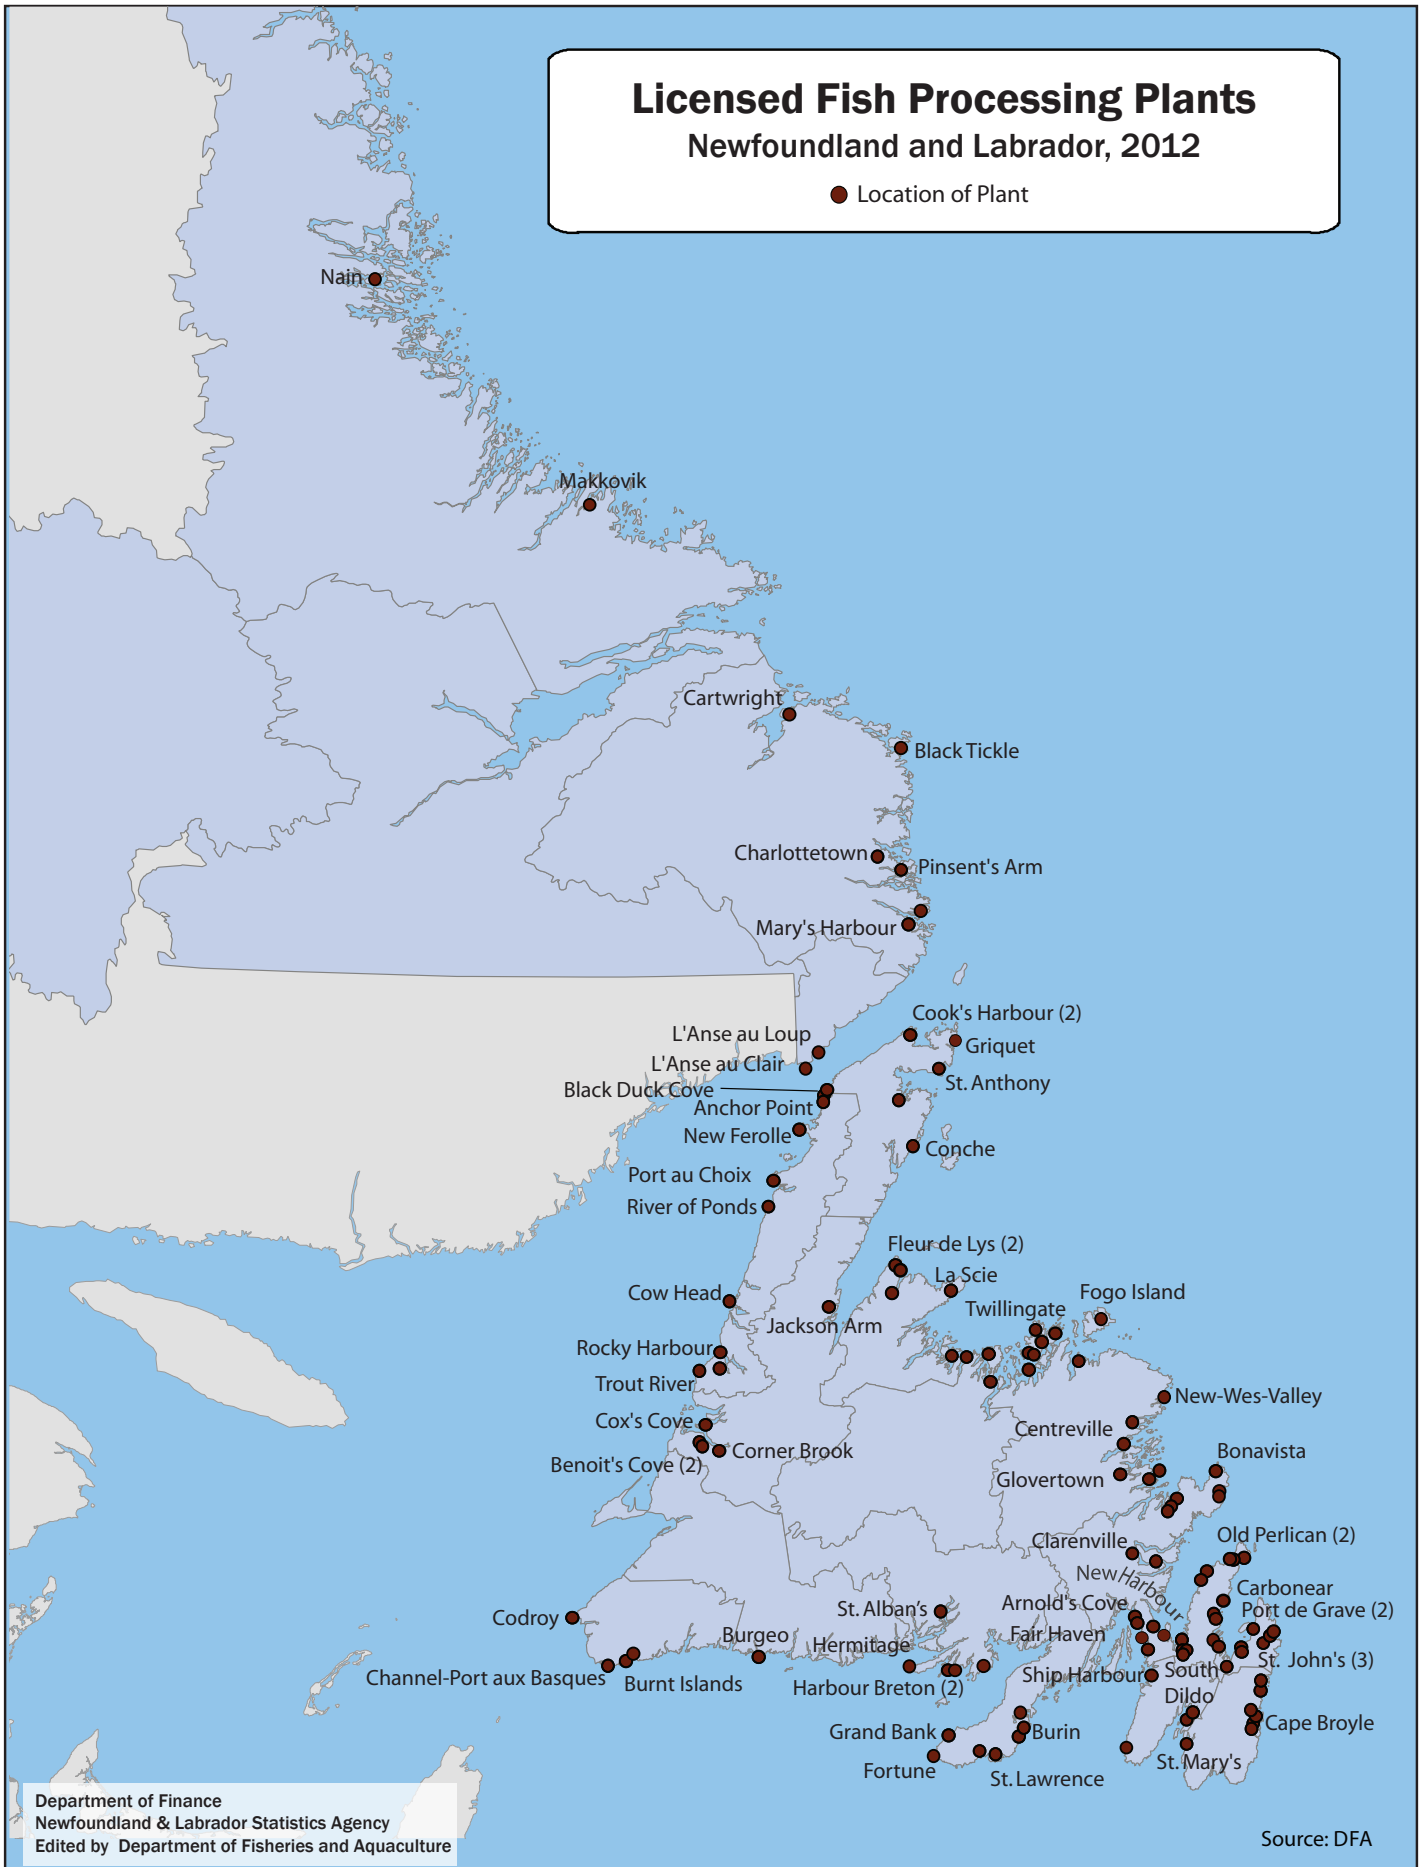 Licensed Fish Processing Plants
Newfoundland and Labrador, 2012
Location of Plant
Nain
Makkovik
Cartwright
Black Tickle
Charlottetown
Pinsent's Arm
Mary's Harbour
Cook's Harbour (2)
L'Anse au Loup
Griquet
L'Anse au Clair
St. Anthony
Black Duck Cove
Anchor Point
New Ferolle
Conche
Port au Choix
River of Ponds
Fleur de Lys (2)
La Scie
Cow Head
Fogo Island
Twillingate
Jackson Arm
Rocky Harbour
Trout River
New-Wes-Valley
Cox's Cove
Centreville
Corner Brook
Bonavista
Benoit's Cove (2)
Glovertown
Old Perlican (2)
Clarenville
New Harbour
Carbonear
Arnold's Cove
St. Alban's
Port de Grave (2)
Codroy
Burgeo
Fair Haven
Hermitage
St. John's (3)
Channel-Port aux Basques
Burnt Islands
Harbour Breton (2)
Ship Harbour
South
Dildo
Cape Broyle
Grand Bank
Burin
St. Mary's
Fortune
St. Lawrence
Department of Finance
Newfoundland & Labrador Statistics Agency
Edited by Department of Fisheries and Aquaculture
Source: DFA